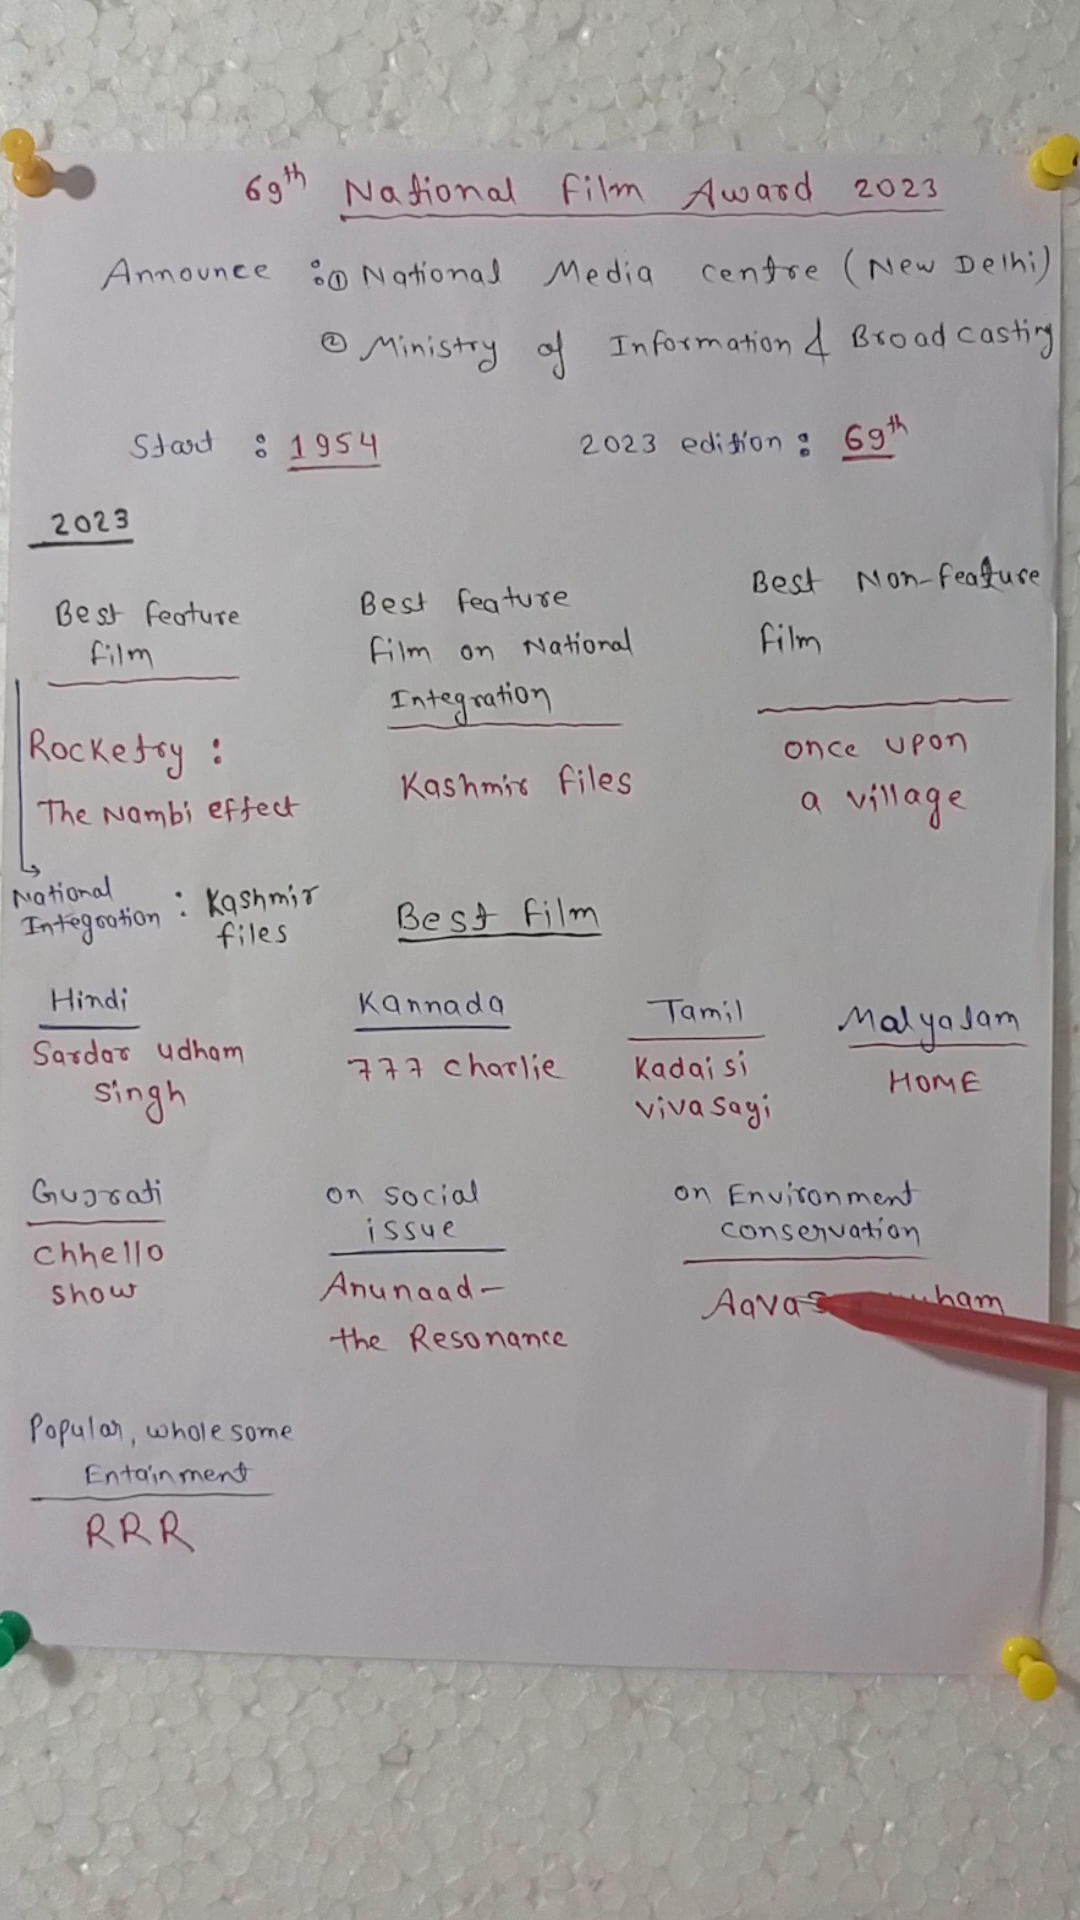 69th National Film Award 2023
Announce : ① National Media centre (New Delhi)
② Ministry of Information & Broadcasting
Start : 1954
2023 edition : 69th
2023
Best feature
film
Rocketry :
The Nambi effect
National
Integration : Kashmir
files
Best feature
film on National
Integration
Kashmir files
Best Non-feature
film
once upon
a village
Best film
Hindi
Sardar udham
singh
Kannada
777 charlie
Tamil
Kadaisi
vivasayi
Malyalam
HOME
Gujrati
chhello
show
on social
issue
Anunaad-
the Resonance
on Environment
conservation
Popular, wholesome
Entainment
RRR